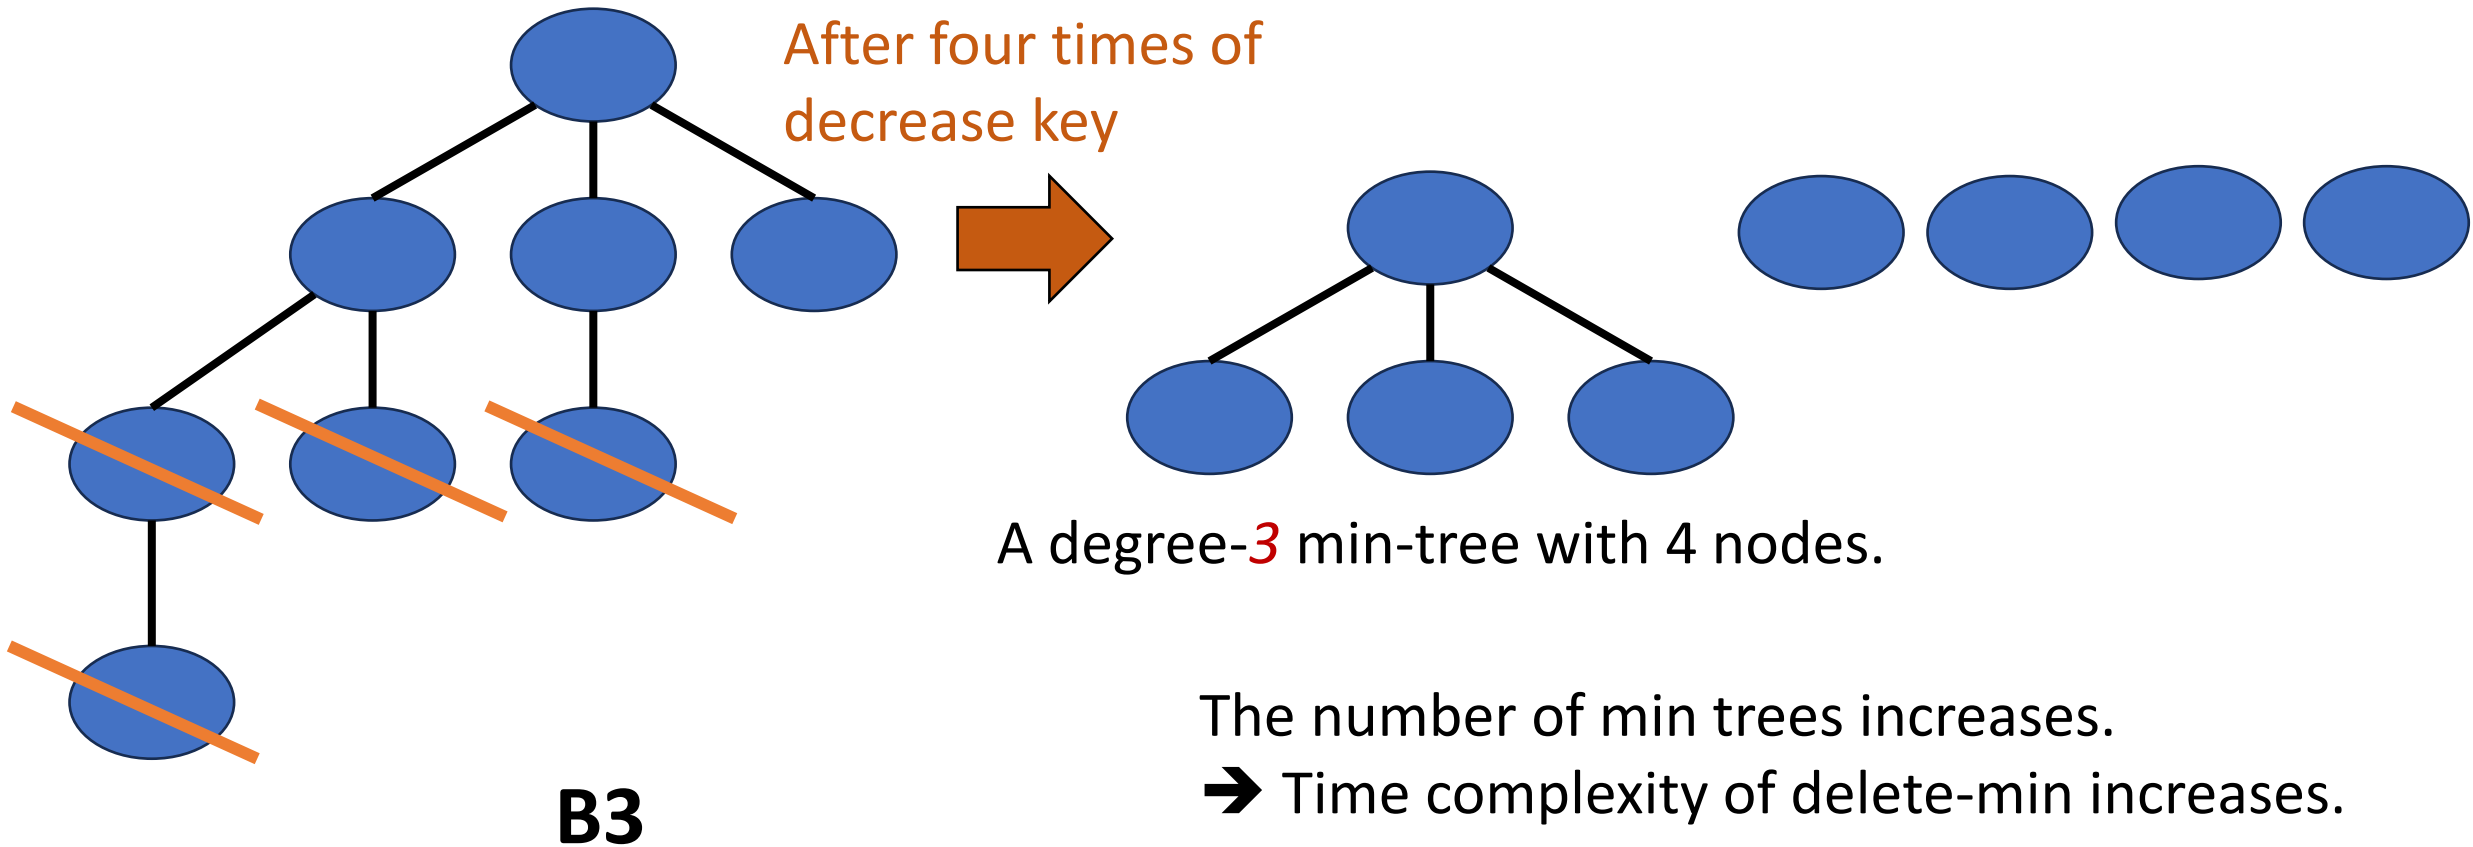 After four times of
decrease key
A degree-3 min-tree with 4 nodes.
The number of min trees increases.
➔ Time complexity of delete-min increases.
B3